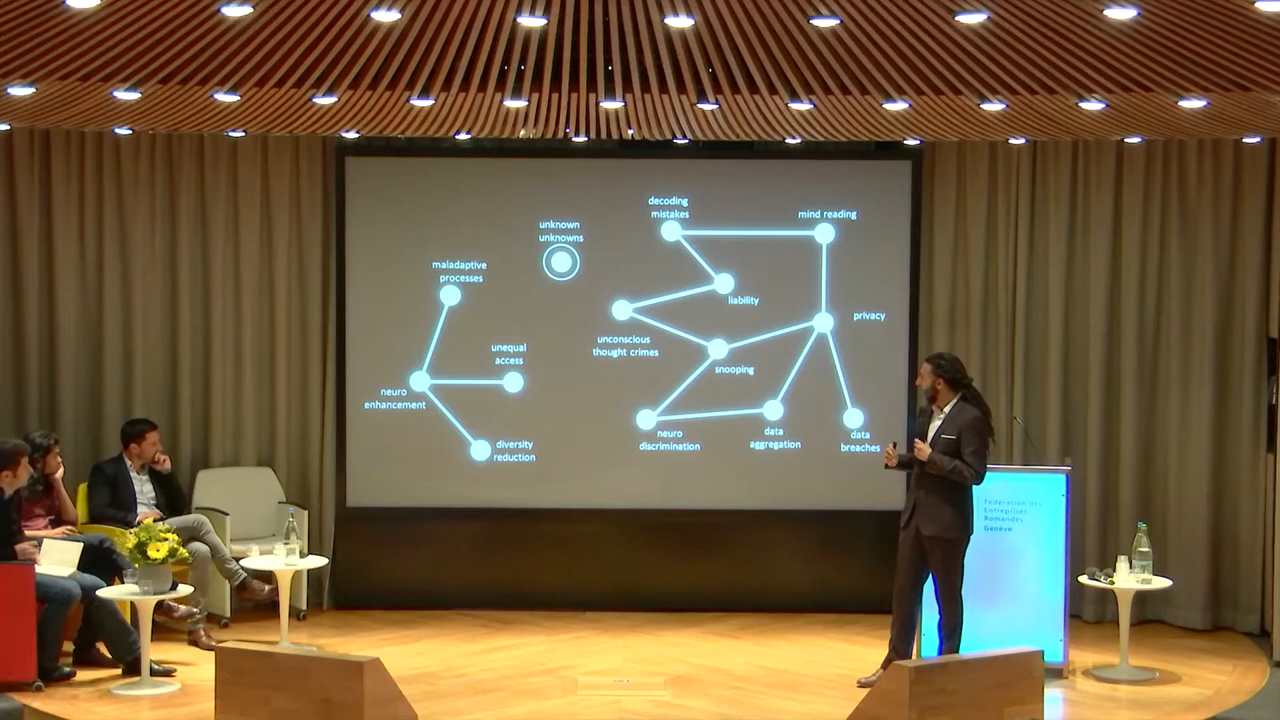 decoding
mistakes
mind reading
unknown
unknowns
maladaptive
processes
liability
privacy
unconscious
thought crimes
unequal
access
snooping
neuro
enhancement
neuro
discrimination
data
aggregation
data
breaches
diversity
reduction
Fédération des
Entreprises
Romandes
Genève